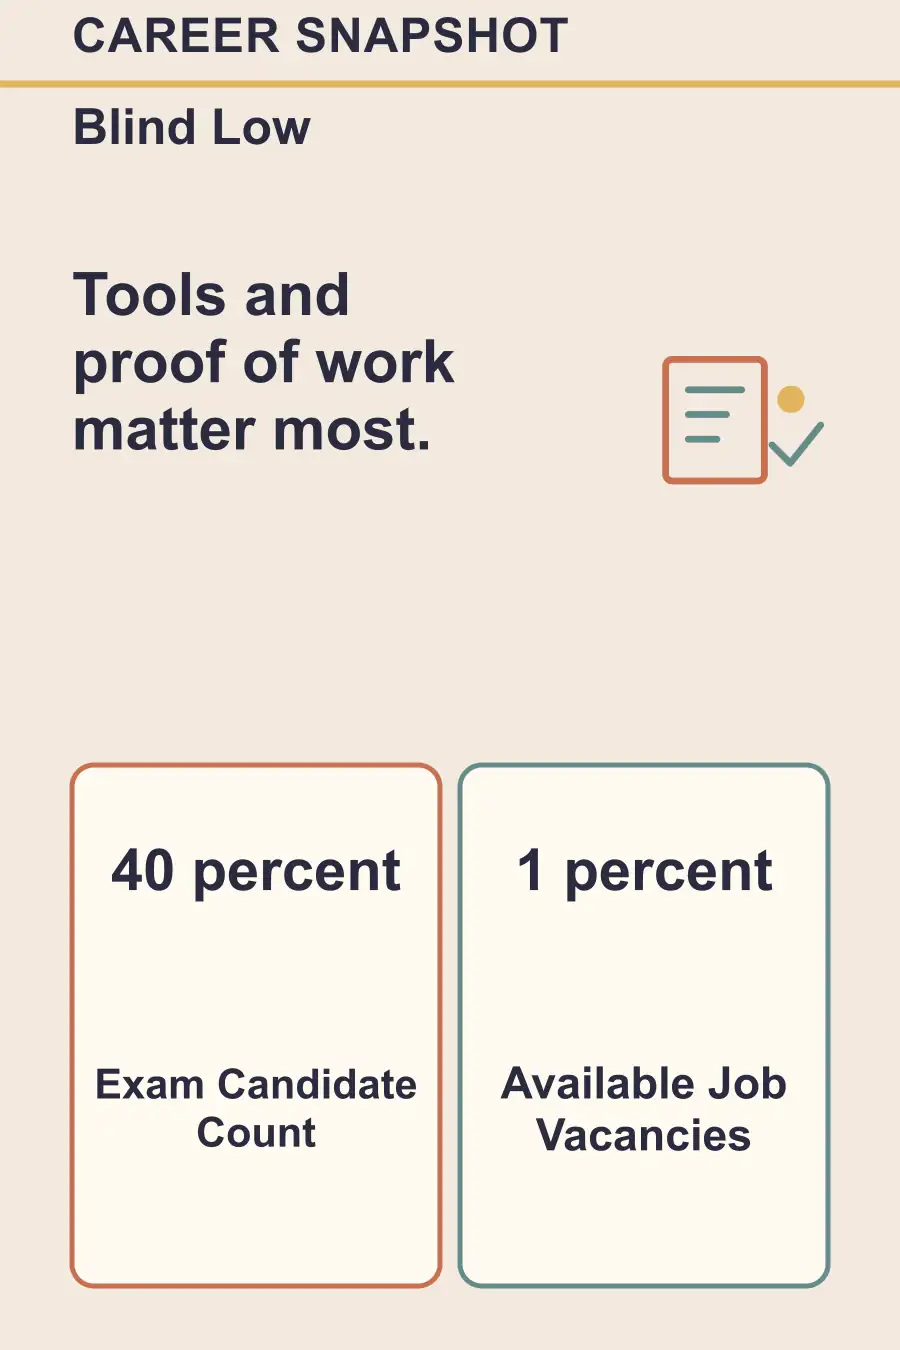 CAREER SNAPSHOT
Blind Low
Tools and
proof of work
matter most.
40 percent
Exam Candidate
Count
1 percent
Available Job
Vacancies